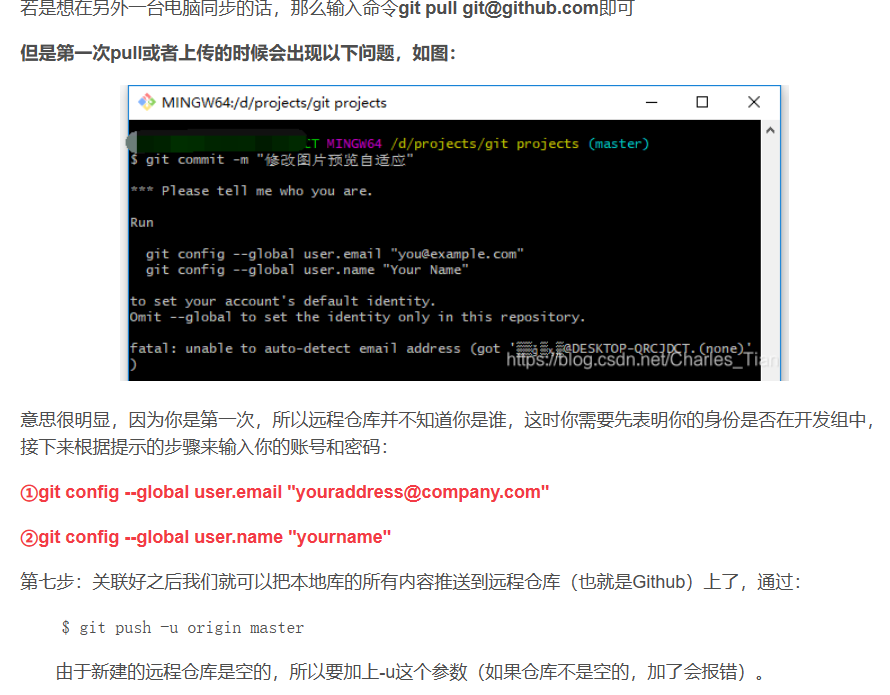 若是想在另外一台电脑同步的话，那么输入命令git pull git@github.com即可
但是第一次pull或者上传的时候会出现以下问题，如图：
MINGW64:/d/projects/git projects
CT MINGW64 /d/projects/git projects (master)
$ git commit -m "修改图片预览自适应"
*** Please tell me who you are.
Run
git config --global user.email "you@example.com"
git config --global user.name "Your Name"
to set your account's default identity.
Omit --global to set the identity only in this repository.
fatal: unable to auto-detect email address (got '@DESKTOP-QRCJDCT.(none)'
)
https://blog.csdn.net/Charles_Tian
意思很明显，因为你是第一次，所以远程仓库并不知道你是谁，这时你需要先表明你的身份是否在开发组中，
接下来根据提示的步骤来输入你的账号和密码：
①git config --global user.email "youraddress@company.com"
②git config --global user.name "yourname"
第七步：关联好之后我们就可以把本地库的所有内容推送到远程仓库（也就是Github）上了，通过：
$ git push -u origin master
由于新建的远程仓库是空的，所以要加上-u这个参数（如果仓库不是空的，加了会报错）。